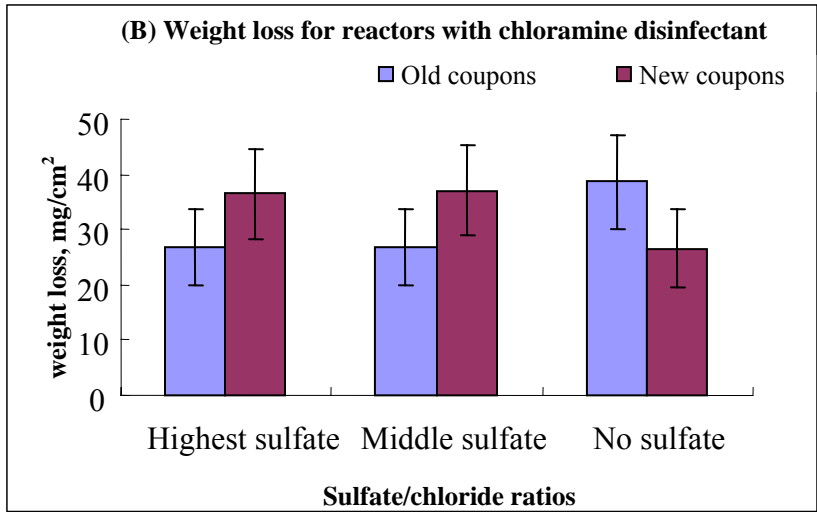 (B) Weight loss for reactors with chloramine disinfectant
Old coupons New coupons
weight loss, mg/cm²
50
40
30
20
10
0
Highest sulfate Middle sulfate No sulfate
Sulfate/chloride ratios